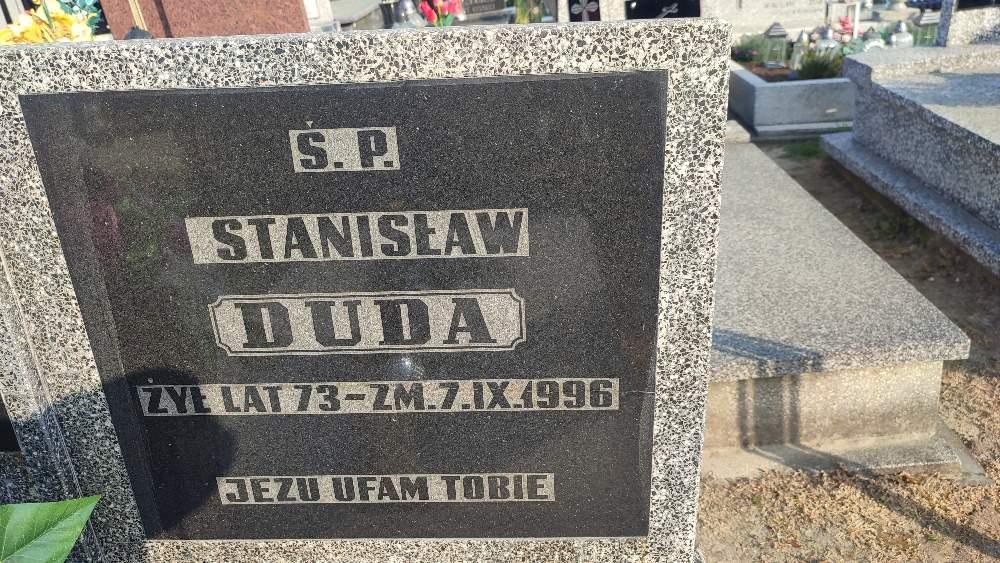 Ś. P.
STANISŁAW
DUDA
ŻYŁ LAT 73-ZM.7.IX.1996
JEZU UFAM TOBIE